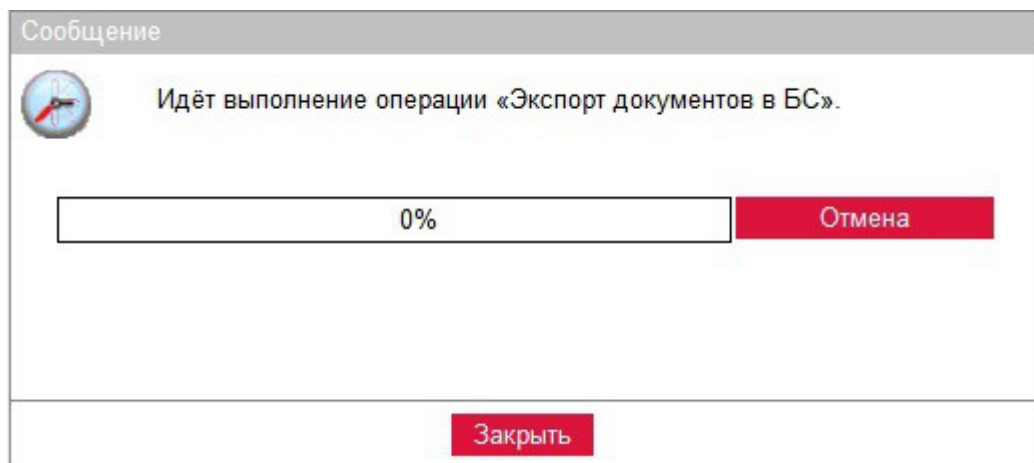 Сообщение
Идёт выполнение операции «Экспорт документов в БС».
0%
Отмена
Закрыть